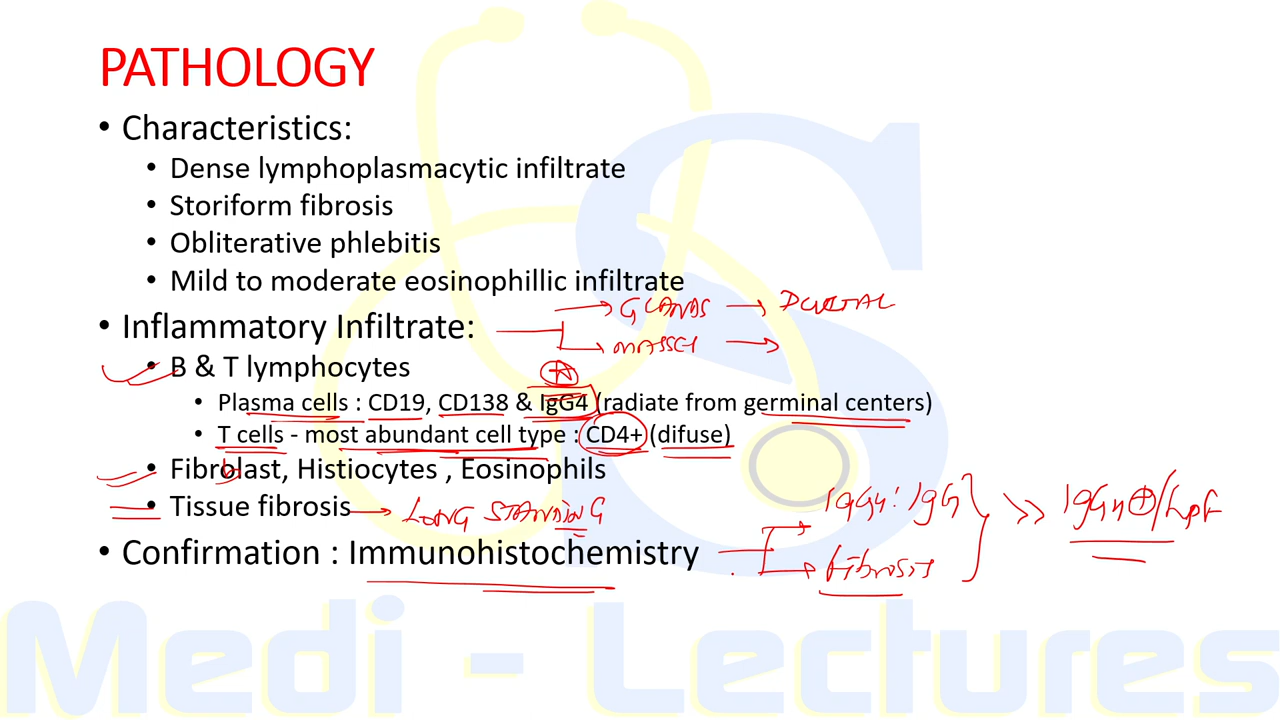 PATHOLOGY
• Characteristics:
• Dense lymphoplasmacytic infiltrate
• Storiform fibrosis
• Obliterative phlebitis
• Mild to moderate eosinophillic infiltrate
→ GLANDS → DUCTAL
• Inflammatory Infiltrate:
→ MASSES →
• B & T lymphocytes
• Plasma cells : CD19, CD138 & IgG4 (radiate from germinal centers)
• T cells - most abundant cell type : CD4+ (difuse)
• Fibroblast, Histiocytes , Eosinophils
• Tissue fibrosis → LONG STANDING
IgG4 : IgG } >> IgG4 ⊕/hpf
• Confirmation : Immunohistochemistry
→ Fibrosis
Medi - Lectures